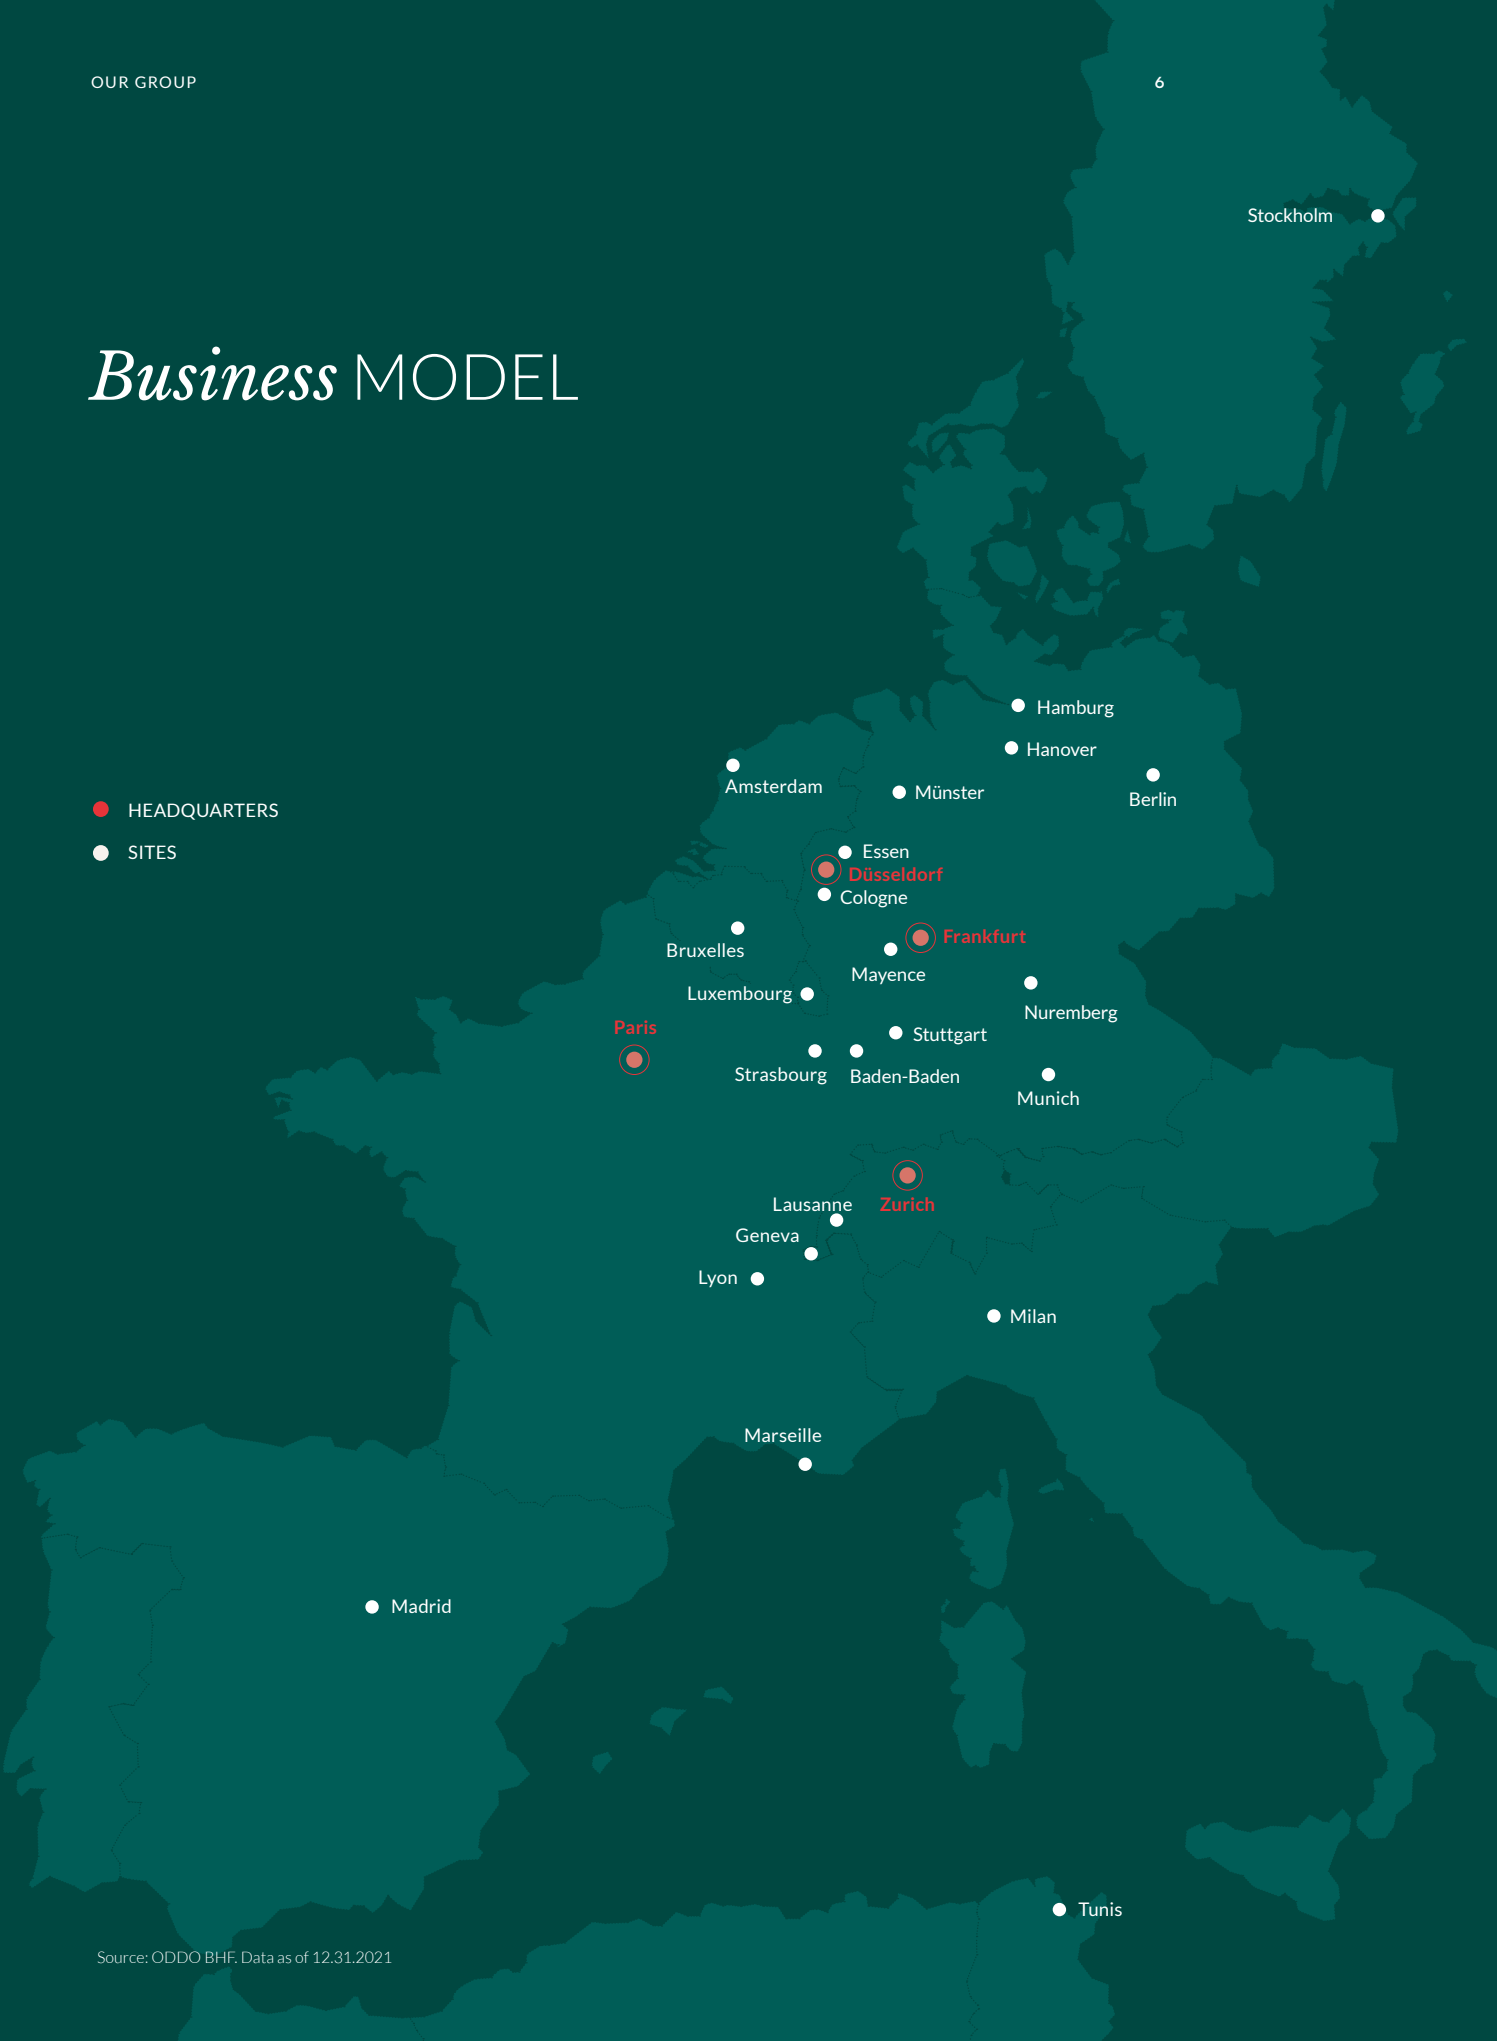 OUR GROUP
6
Stockholm
Business MODEL
Hamburg
Hanover
Amsterdam
Münster
Berlin
HEADQUARTERS
SITES
Essen
Düsseldorf
Cologne
Frankfurt
Bruxelles
Mayence
Luxembourg
Nuremberg
Paris
Stuttgart
Strasbourg
Baden-Baden
Munich
Lausanne
Zurich
Geneva
Lyon
Milan
Marseille
Madrid
Tunis
Source: ODDO BHF. Data as of 12.31.2021